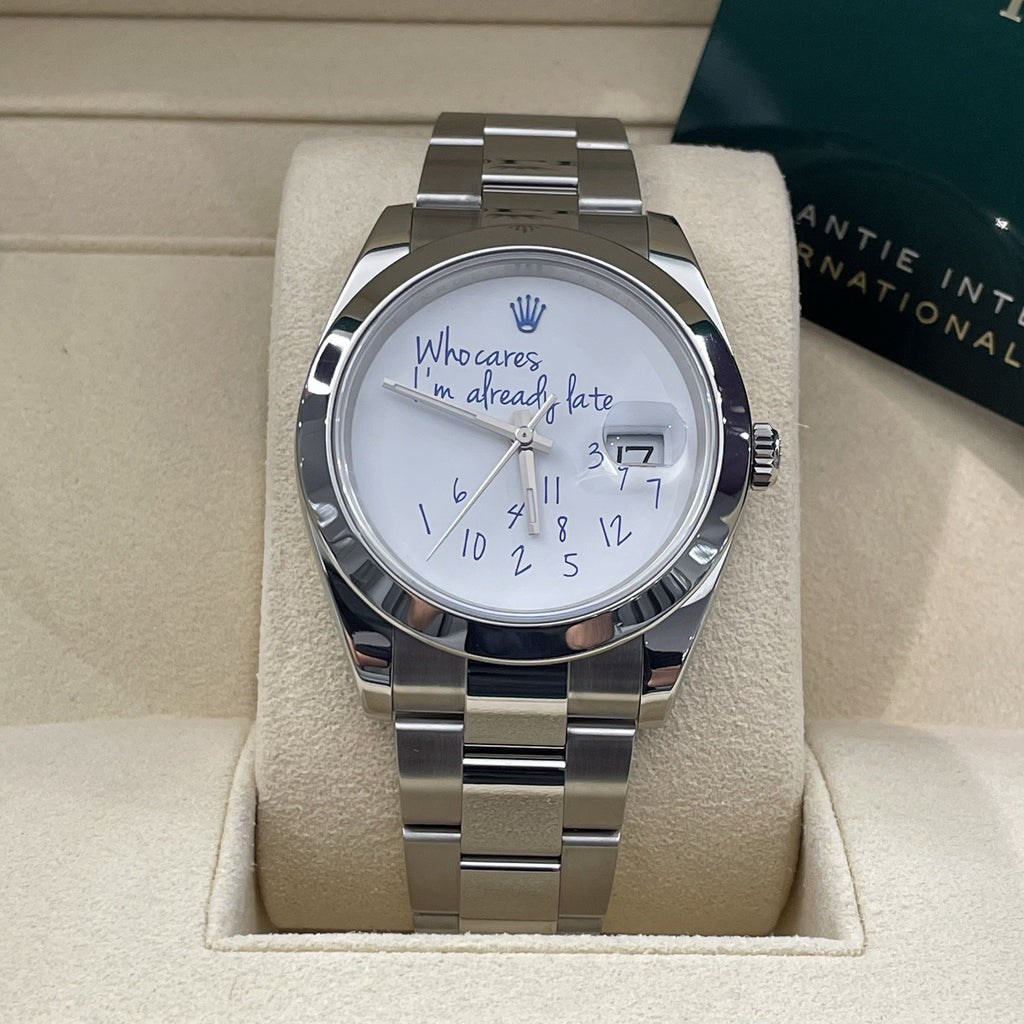 Who cares
I'm already late
3 17
9 7
6 11
1 4 8 12
10 2 5
ANTIE INTE
RNATIONAL